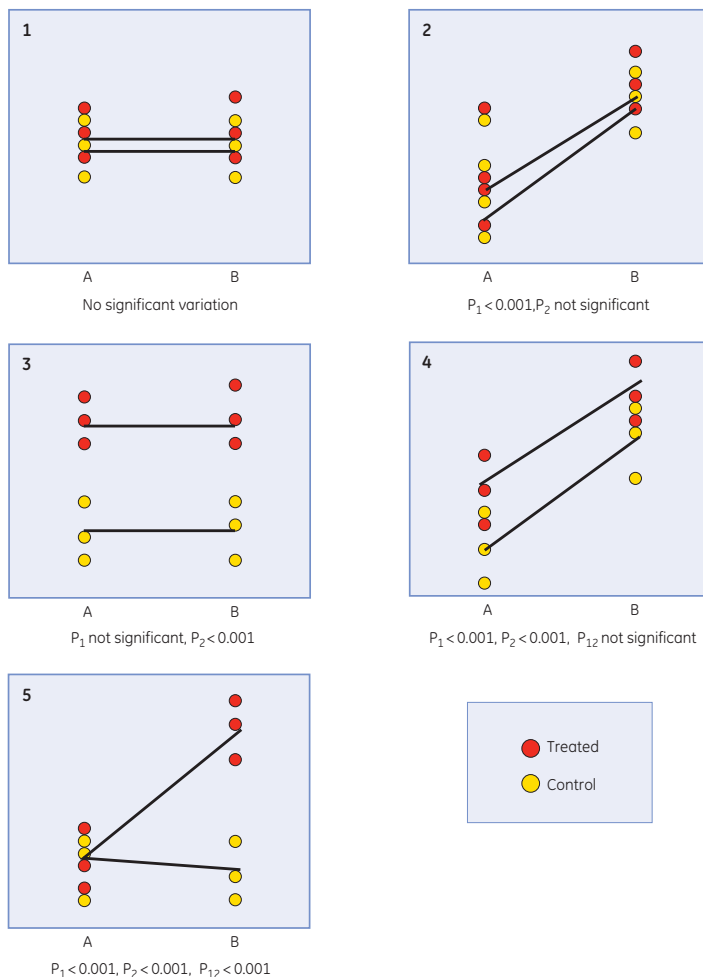 1
A B
No significant variation
2
A B
P₁ < 0.001,P₂ not significant
3
A B
P₁ not significant, P₂ < 0.001
4
A B
P₁ < 0.001, P₂ < 0.001, P₁₂ not significant
5
A B
P₁ < 0.001, P₂ < 0.001, P₁₂ < 0.001
Treated
Control